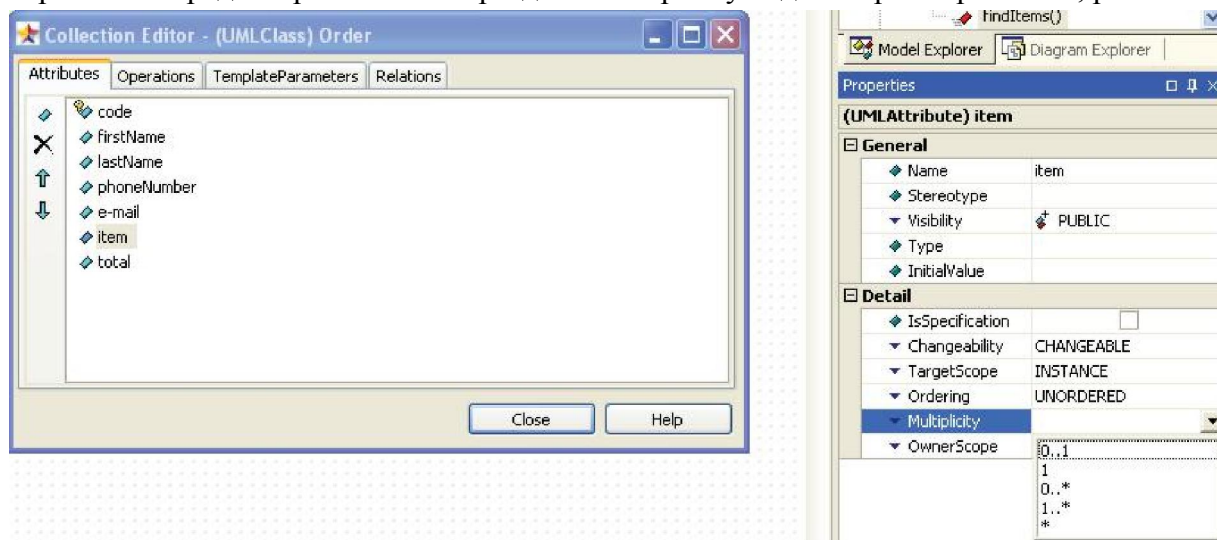 Collection Editor - (UMLClass) Order
Attributes Operations TemplateParameters Relations
code
firstName
lastName
phoneNumber
e-mail
item
total
Close Help
findItems()
Model Explorer Diagram Explorer
Properties
(UMLAttribute) item
General
Name item
Stereotype
Visibility PUBLIC
Type
InitialValue
Detail
IsSpecification
Changeability CHANGEABLE
TargetScope INSTANCE
Ordering UNORDERED
Multiplicity
OwnerScope
0..1
1
0..*
1..*
*